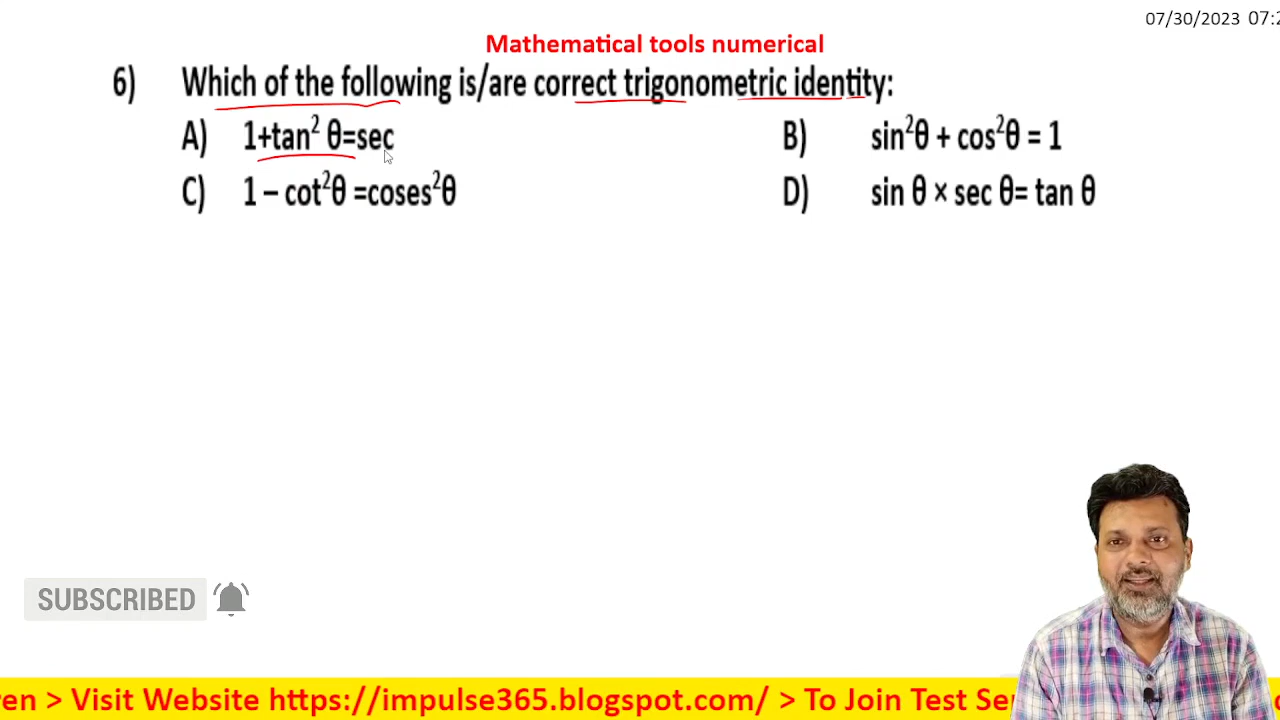 07/30/2023 07:2
Mathematical tools numerical
6) Which of the following is/are correct trigonometric identity:
A) 1+tan² θ=sec B) sin²θ + cos²θ = 1
C) 1 – cot²θ =coses²θ D) sin θ × sec θ= tan θ
SUBSCRIBED
ren > Visit Website https://impulse365.blogspot.com/ > To Join Test Se